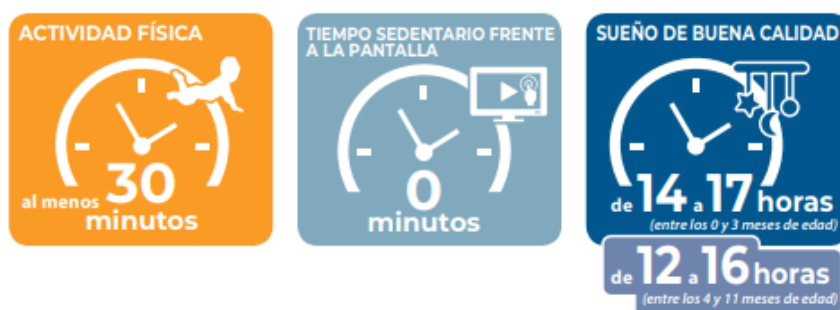 ACTIVIDAD FÍSICA
al menos 30
minutos
TIEMPO SEDENTARIO FRENTE
A LA PANTALLA
0
minutos
SUEÑO DE BUENA CALIDAD
de 14 a 17 horas
(entre los 0 y 3 meses de edad)
de 12 a 16 horas
(entre los 4 y 11 meses de edad)